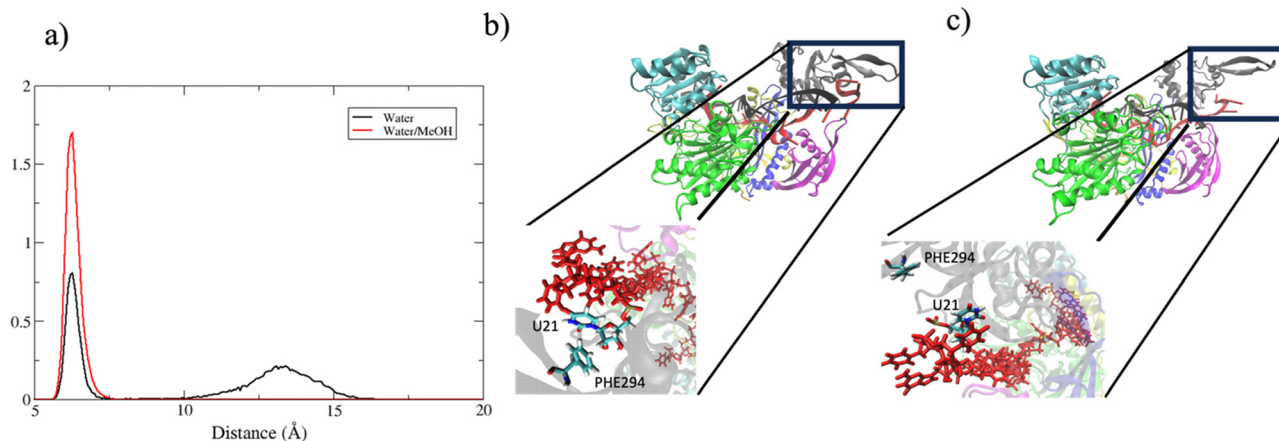 a)
2
1.5
1
0.5
0
5
10
15
20
Distance (Å)
Water
Water/MeOH
b)
U21
PHE294
c)
PHE294
U21